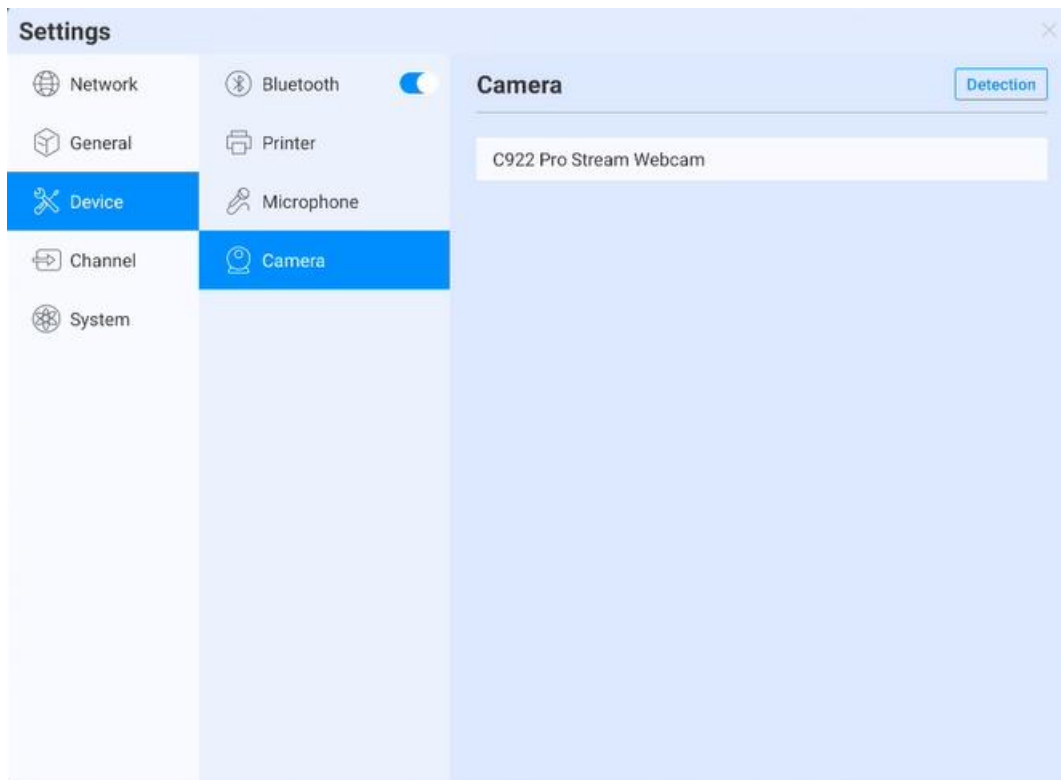 Settings
Network
General
Device
Channel
System
Bluetooth
Printer
Microphone
Camera
Camera
Detection
C922 Pro Stream Webcam